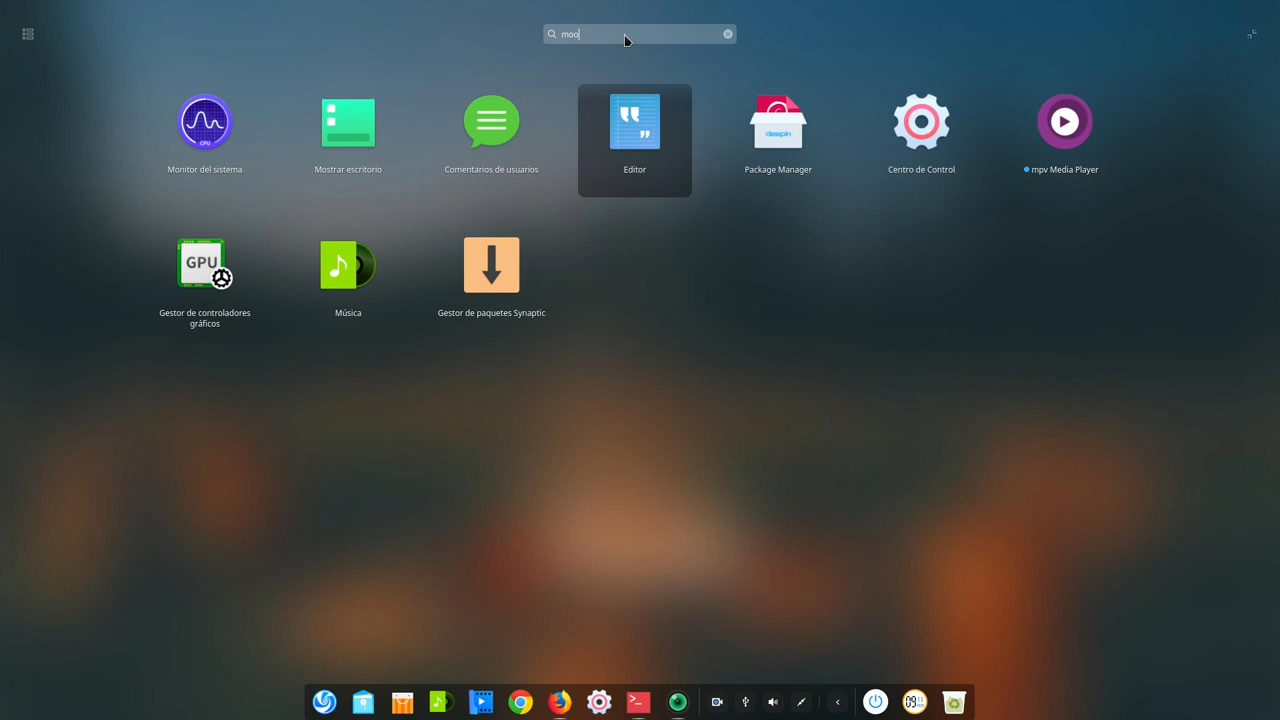 moo
CPU
deepin
Monitor del sistema
Mostrar escritorio
Comentarios de usuarios
Editor
Package Manager
Centro de Control
mpv Media Player
GPU
Gestor de controladores
gráficos
Música
Gestor de paquetes Synaptic